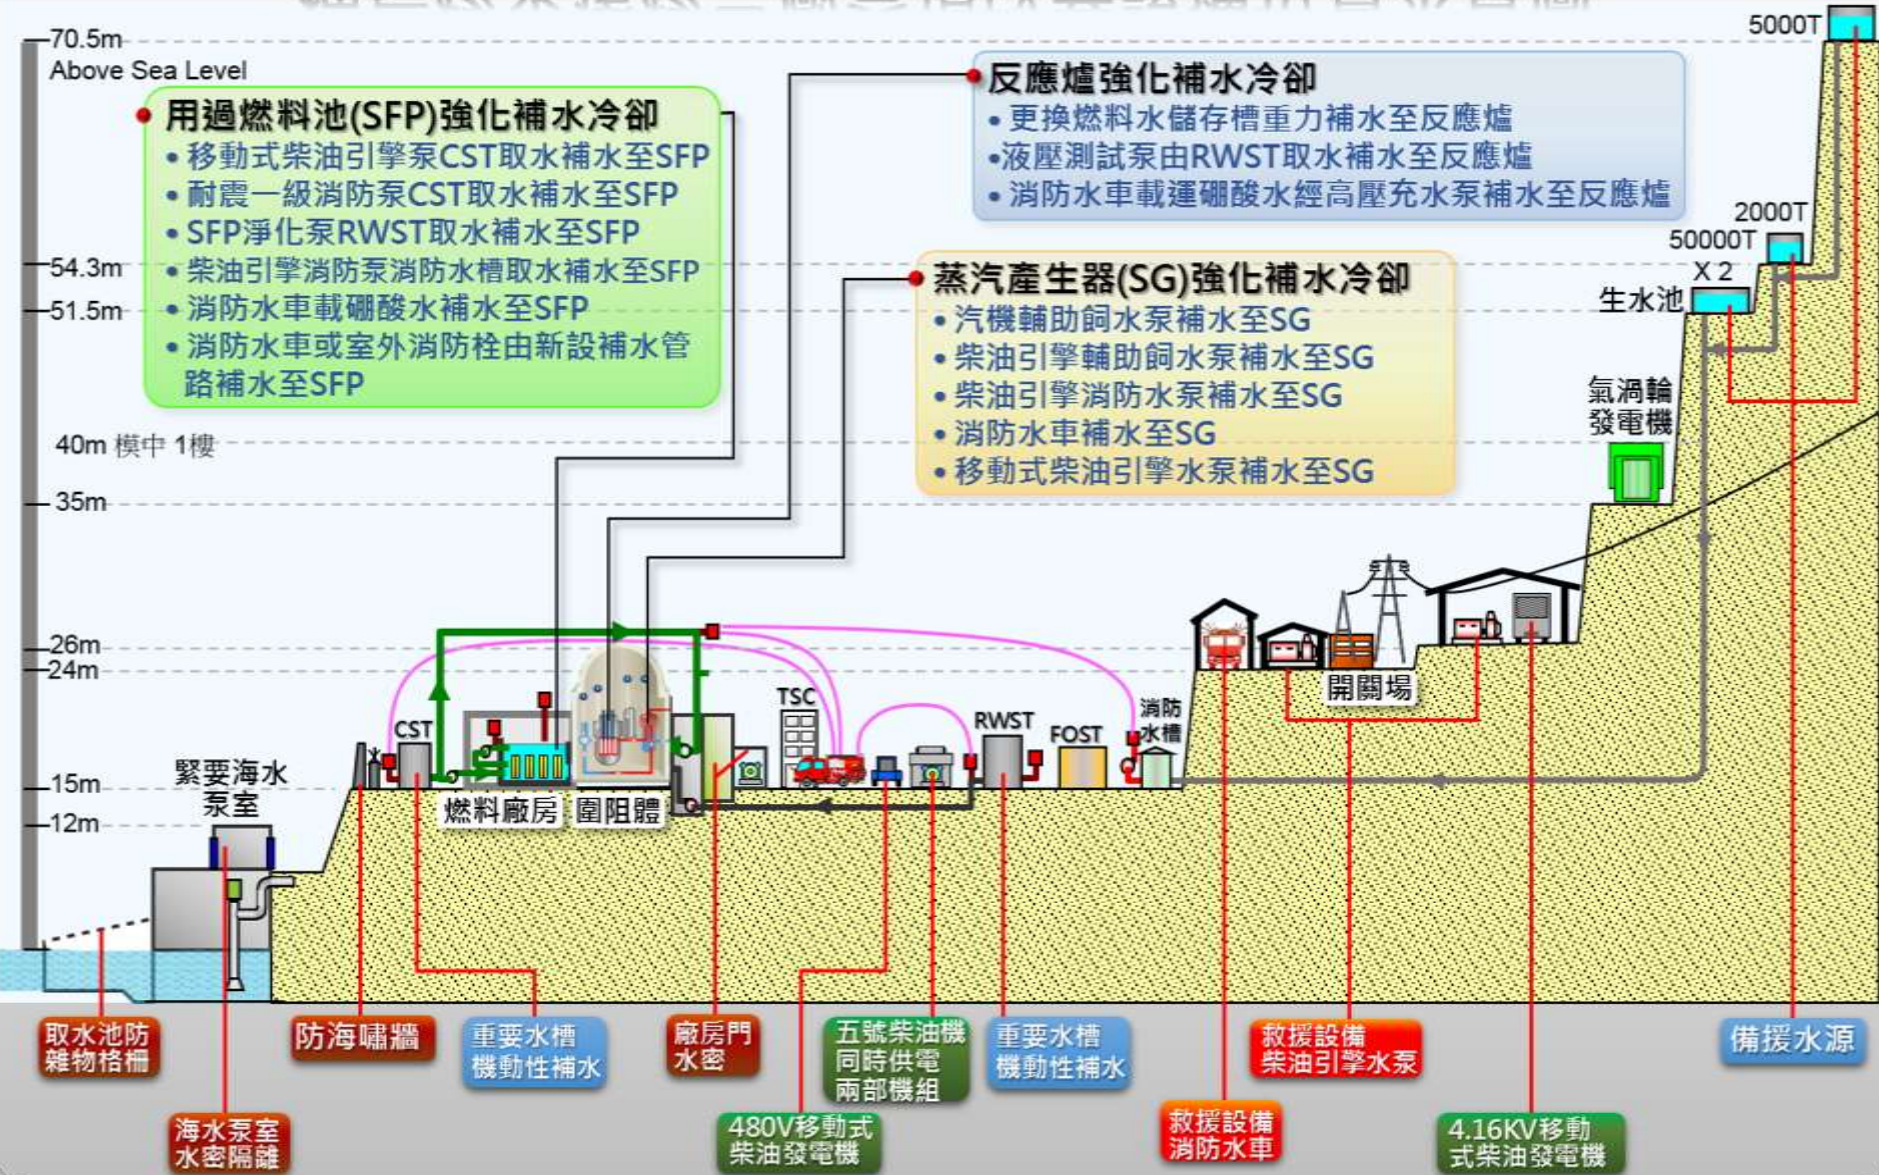 70.5m
Above Sea Level
54.3m
51.5m
40m 模中 1樓
35m
26m
24m
15m
12m
用過燃料池(SFP)強化補水冷卻
• 移動式柴油引擎泵CST取水補水至SFP
• 耐震一級消防泵CST取水補水至SFP
• SFP淨化泵RWST取水補水至SFP
• 柴油引擎消防泵消防水槽取水補水至SFP
• 消防水車載硼酸水補水至SFP
• 消防水車或室外消防栓由新設補水管
路補水至SFP
反應爐強化補水冷卻
• 更換燃料水儲存槽重力補水至反應爐
•液壓測試泵由RWST取水補水至反應爐
• 消防水車載運硼酸水經高壓充水泵補水至反應爐
蒸汽產生器(SG)強化補水冷卻
• 汽機輔助飼水泵補水至SG
• 柴油引擎輔助飼水泵補水至SG
• 柴油引擎消防水泵補水至SG
• 消防水車補水至SG
• 移動式柴油引擎水泵補水至SG
5000T
2000T
50000T
X 2
生水池
氣渦輪
發電機
開關場
緊要海水
泵室
CST
燃料廠房
圍阻體
TSC
RWST
FOST
消防
水槽
取水池防
雜物格柵
防海嘯牆
重要水槽
機動性補水
廠房門
水密
五號柴油機
同時供電
兩部機組
重要水槽
機動性補水
救援設備
柴油引擎水泵
備援水源
海水泵室
水密隔離
480V移動式
柴油發電機
救援設備
消防水車
4.16KV移動
式柴油發電機